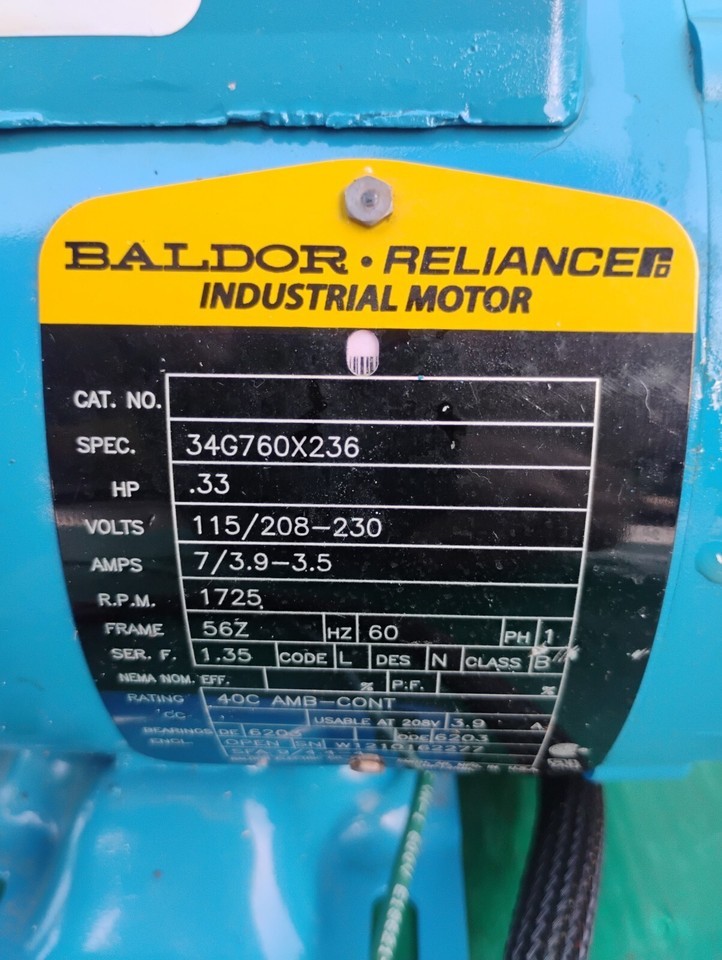 BALDOR • RELIANCE
INDUSTRIAL MOTOR
CAT. NO.
SPEC. 34G760X236
HP .33
VOLTS 115/208-230
AMPS 7/3.9-3.5
R.P.M. 1725
FRAME 56Z HZ 60 PH 1
SER. F. 1.35 CODE L DES N CLASS B
NEMA NOM. EFF. % P.F. %
RATING 40C AMB-CONT
CC USABLE AT 208V 3.9 A
BEARINGS DE ODE 6203
ENCL OPEN SN W1210162277